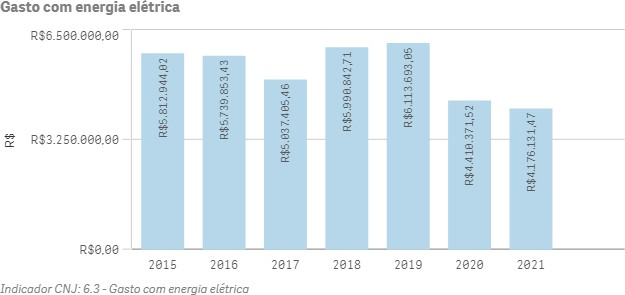 Gasto com energia elétrica
R$6.500.000,00
R$3.250.000,00
R$0,00
R$
R$5.812.944,02
R$5.739.853,43
R$5.037.405,46
R$5.990.842,71
R$6.113.693,05
R$4.410.371,52
R$4.176.131,47
2015 2016 2017 2018 2019 2020 2021
Indicador CNJ: 6.3 - Gasto com energia elétrica